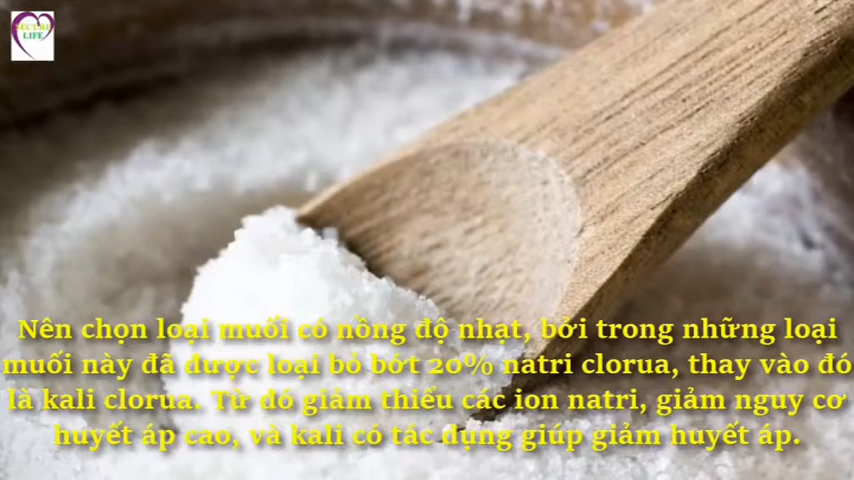 SECTSU
LIFE
Nên chọn loại muối có nồng độ nhạt, bởi trong những loại
muối này đã được loại bỏ bớt 20% natri clorua, thay vào đó
là kali clorua. Từ đó giảm thiểu các ion natri, giảm nguy cơ
huyết áp cao, và kali có tác dụng giúp giảm huyết áp.